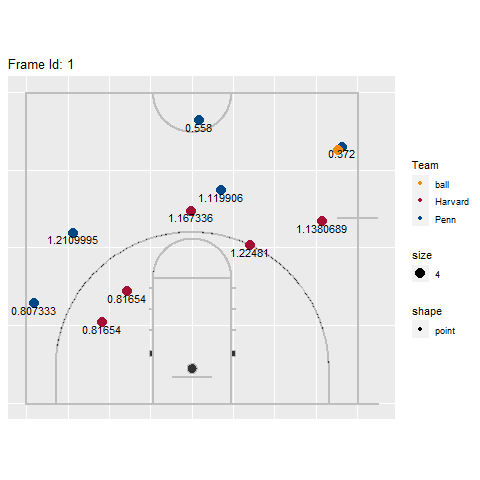 Frame Id: 1
0.558
0.372
1.119906
1.167336
1.1380689
1.2109995
1.22481
0.81654
0.807333
0.81654
Team
ball
Harvard
Penn
size
4
shape
point